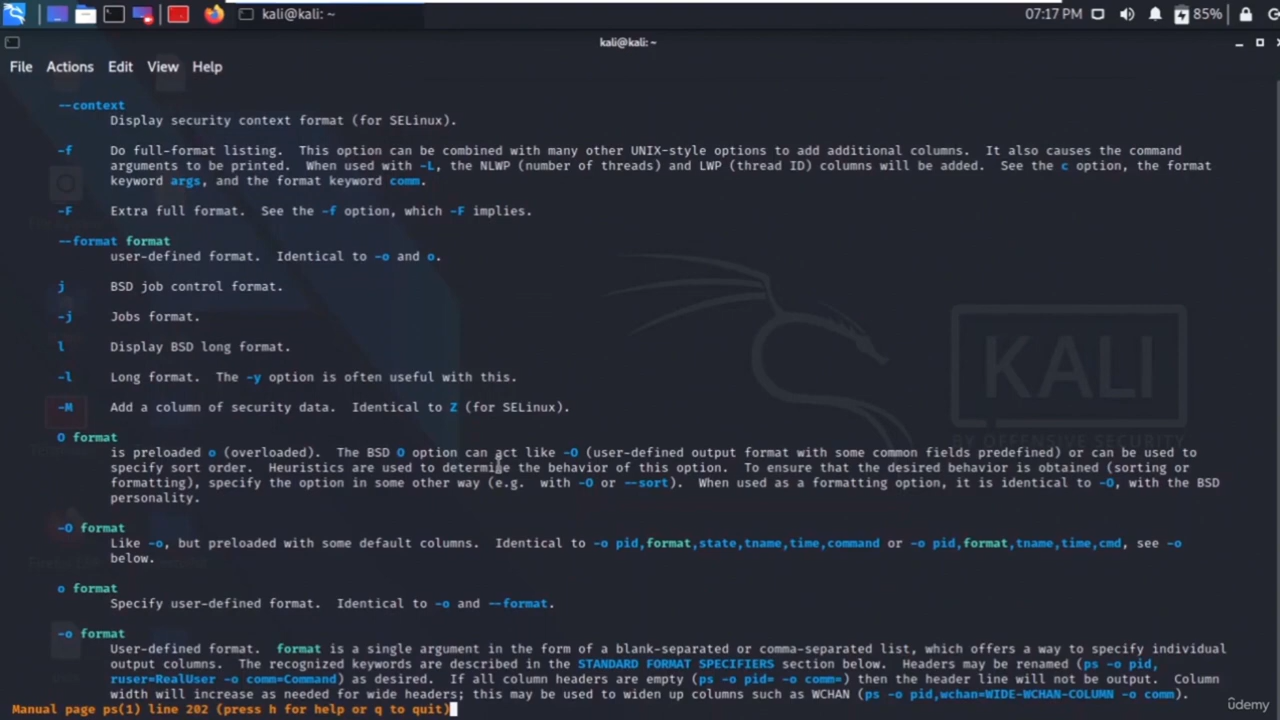 kali@kali: ~
07:17 PM
85%
kali@kali: ~
File Actions Edit View Help
--context
Display security context format (for SELinux).
-f Do full-format listing. This option can be combined with many other UNIX-style options to add additional columns. It also causes the command
arguments to be printed. When used with -L, the NLWP (number of threads) and LWP (thread ID) columns will be added. See the c option, the format
keyword args, and the format keyword comm.
-F Extra full format. See the -f option, which -F implies.
--format format
user-defined format. Identical to -o and o.
j BSD job control format.
-j Jobs format.
l Display BSD long format.
-l Long format. The -y option is often useful with this.
-M Add a column of security data. Identical to Z (for SELinux).
O format
is preloaded o (overloaded). The BSD O option can act like -O (user-defined output format with some common fields predefined) or can be used to
specify sort order. Heuristics are used to determine the behavior of this option. To ensure that the desired behavior is obtained (sorting or
formatting), specify the option in some other way (e.g. with -O or --sort). When used as a formatting option, it is identical to -O, with the BSD
personality.
-O format
Like -o, but preloaded with some default columns. Identical to -o pid,format,state,tname,time,command or -o pid,format,tname,time,cmd, see -o
below.
o format
Specify user-defined format. Identical to -o and --format.
-o format
User-defined format. format is a single argument in the form of a blank-separated or comma-separated list, which offers a way to specify individual
output columns. The recognized keywords are described in the STANDARD FORMAT SPECIFIERS section below. Headers may be renamed (ps -o pid,
ruser=RealUser -o comm=Command) as desired. If all column headers are empty (ps -o pid= -o comm=) then the header line will not be output. Column
width will increase as needed for wide headers; this may be used to widen up columns such as WCHAN (ps -o pid,wchan=WIDE-WCHAN-COLUMN -o comm).
Manual page ps(1) line 202 (press h for help or q to quit)
KALI
BY OFFENSIVE SECURITY
ûdemy